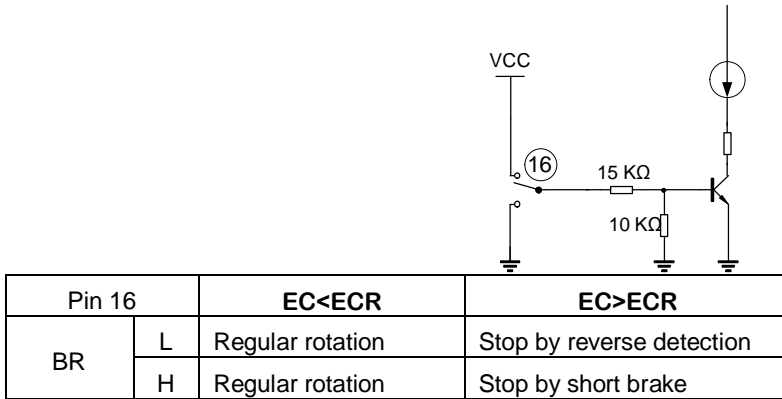 VCC
16
15 KΩ
10 KΩ
Pin 16 EC<ECR EC>ECR
BR L Regular rotation Stop by reverse detection
H Regular rotation Stop by short brake